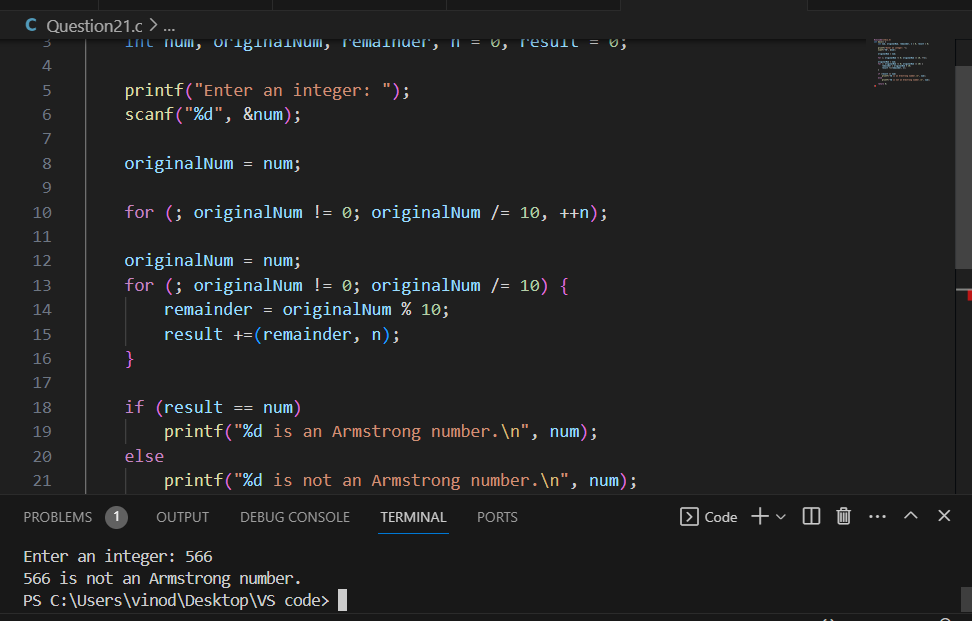 C Question21.c > ...
3 int num, originalNum, remainder, n = 0, result = 0;
4
5 printf("Enter an integer: ");
6 scanf("%d", &num);
7
8 originalNum = num;
9
10 for (; originalNum != 0; originalNum /= 10, ++n);
11
12 originalNum = num;
13 for (; originalNum != 0; originalNum /= 10) {
14 remainder = originalNum % 10;
15 result +=(remainder, n);
16 }
17
18 if (result == num)
19 printf("%d is an Armstrong number.\n", num);
20 else
21 printf("%d is not an Armstrong number.\n", num);
PROBLEMS 1 OUTPUT DEBUG CONSOLE TERMINAL PORTS Code
Enter an integer: 566
566 is not an Armstrong number.
PS C:\Users\vinod\Desktop\VS code>